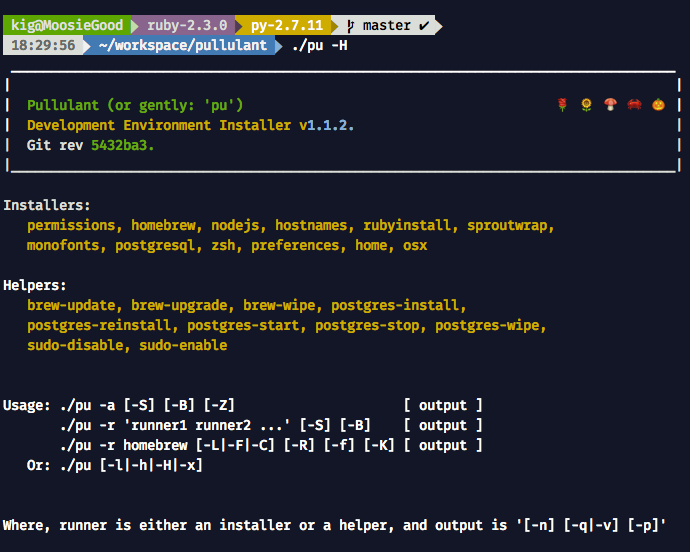 kig@MoosieGood ruby-2.3.0 py-2.7.11 master ✔
18:29:56 ~/workspace/pullulant ./pu -H
Pullulant (or gently: 'pu')
Development Environment Installer v1.1.2.
Git rev 5432ba3.
Installers:
permissions, homebrew, nodejs, hostnames, rubyinstall, sproutwrap,
monofonts, postgresql, zsh, preferences, home, osx
Helpers:
brew-update, brew-upgrade, brew-wipe, postgres-install,
postgres-reinstall, postgres-start, postgres-stop, postgres-wipe,
sudo-disable, sudo-enable
Usage: ./pu -a [-S] [-B] [-Z] [ output ]
./pu -r 'runner1 runner2 ...' [-S] [-B] [ output ]
./pu -r homebrew [-L|-F|-C] [-R] [-f] [-K] [ output ]
Or: ./pu [-l|-h|-H|-x]
Where, runner is either an installer or a helper, and output is '[-n] [-q|-v] [-p]'